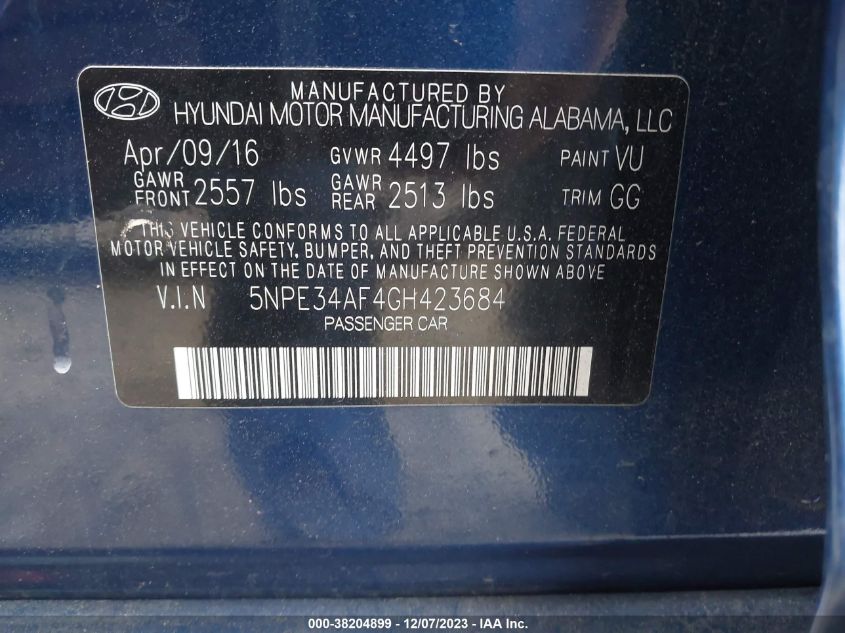 MANUFACTURED BY
HYUNDAI MOTOR MANUFACTURING ALABAMA, LLC
Apr/09/16 GVWR 4497 lbs PAINT VU
GAWR FRONT 2557 lbs GAWR REAR 2513 lbs TRIM GG
THIS VEHICLE CONFORMS TO ALL APPLICABLE U.S.A. FEDERAL
MOTOR VEHICLE SAFETY, BUMPER, AND THEFT PREVENTION STANDARDS
IN EFFECT ON THE DATE OF MANUFACTURE SHOWN ABOVE
V.I.N 5NPE34AF4GH423684
PASSENGER CAR
000-38204899 - 12/07/2023 - IAA Inc.